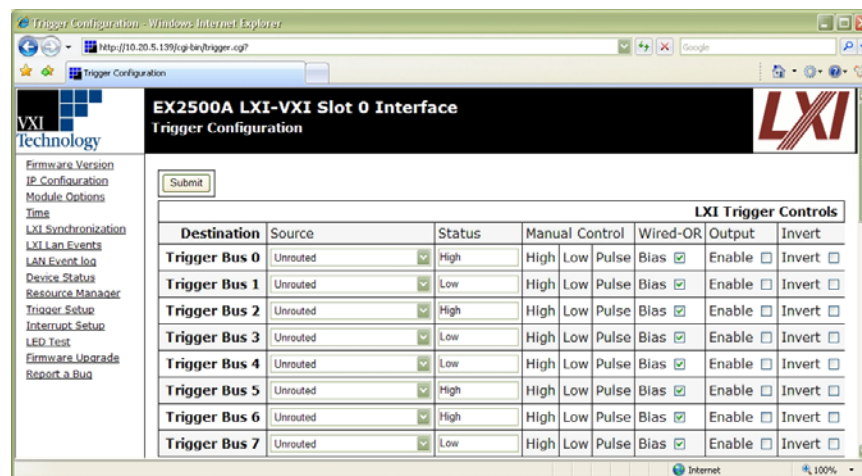 Trigger Configuration - Windows Internet Explorer
http://10.20.5.139/cgi-bin/trigger.cgi?
Google
Trigger Configuration
VXI
Technology
EX2500A LXI-VXI Slot 0 Interface
Trigger Configuration
LXI
Firmware Version
IP Configuration
Module Options
Time
LXI Synchronization
LXI Lan Events
LAN Event log
Device Status
Resource Manager
Trigger Setup
Interrupt Setup
LED Test
Firmware Upgrade
Report a Bug
Submit
LXI Trigger Controls
Destination Source Status Manual Control Wired-OR Output Invert
Trigger Bus 0 Unrouted High High Low Pulse Bias Enable Invert
Trigger Bus 1 Unrouted Low High Low Pulse Bias Enable Invert
Trigger Bus 2 Unrouted High High Low Pulse Bias Enable Invert
Trigger Bus 3 Unrouted Low High Low Pulse Bias Enable Invert
Trigger Bus 4 Unrouted Low High Low Pulse Bias Enable Invert
Trigger Bus 5 Unrouted High High Low Pulse Bias Enable Invert
Trigger Bus 6 Unrouted High High Low Pulse Bias Enable Invert
Trigger Bus 7 Unrouted Low High Low Pulse Bias Enable Invert
Internet 100%